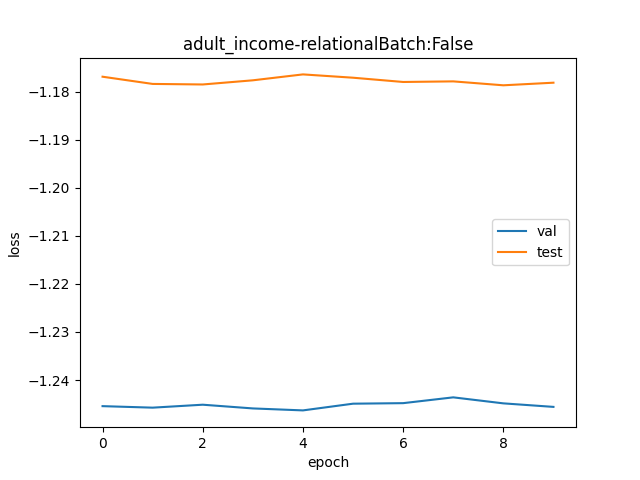 adult_income-relationalBatch:False
−1.18
−1.19
−1.20
−1.21
−1.22
−1.23
−1.24
loss
val
test
0 2 4 6 8
epoch